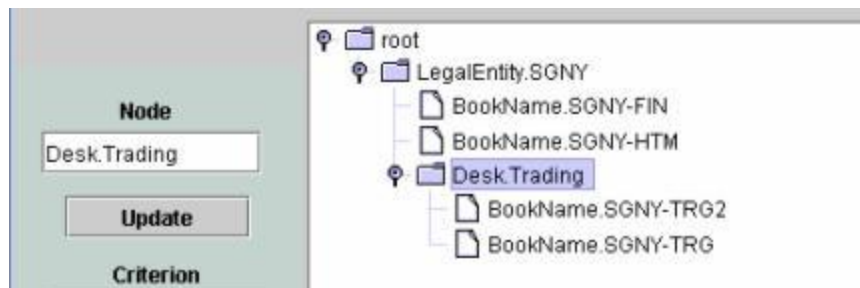 Node
Desk.Trading
Update
Criterion
root
LegalEntity.SGNY
BookName.SGNY-FIN
BookName.SGNY-HTM
Desk.Trading
BookName.SGNY-TRG2
BookName.SGNY-TRG